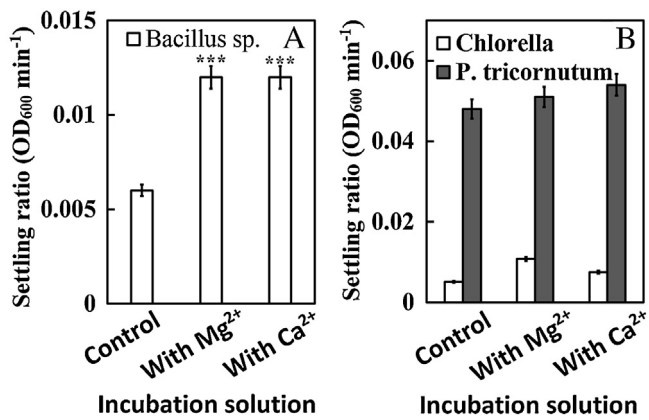 Settling ratio (OD₆₀₀ min⁻¹)
0.015
0.01
0.005
0
Bacillus sp.
A
***
***
Control
With Mg²⁺
With Ca²⁺
Incubation solution
Settling ratio (OD₆₀₀ min⁻¹)
0.06
0.04
0.02
0
Chlorella
B
P. tricornutum
Control
With Mg²⁺
With Ca²⁺
Incubation solution